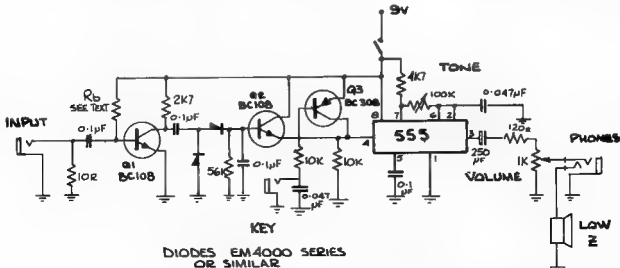 9V
TONE
4K7
100K
0.047µF
Rb
SEE TEXT
2K7
Q2
BC108
Q3
BC308
INPUT
0.1µF
0.1µF
7
6
2
8
555
3
4
5
1
120Ω
PHONES
250
µF
1K
VOLUME
Q1
BC108
10R
56K
0.1µF
10K
10K
0.047
µF
0.1
µF
KEY
LOW
Z
DIODES EM4000 SERIES
OR SIMILAR